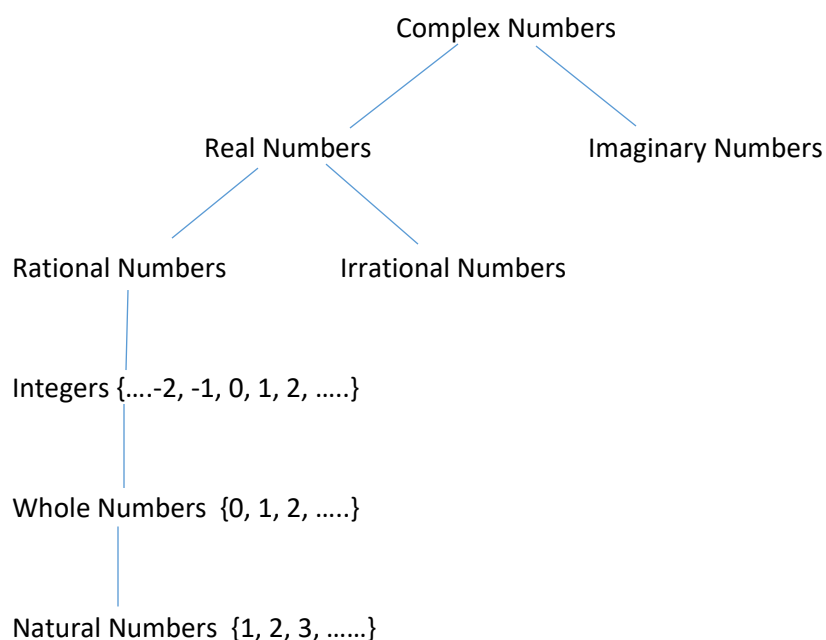 Complex Numbers
Real Numbers Imaginary Numbers
Rational Numbers Irrational Numbers
Integers {….-2, -1, 0, 1, 2, …..}
Whole Numbers {0, 1, 2, …..}
Natural Numbers {1, 2, 3, ……}